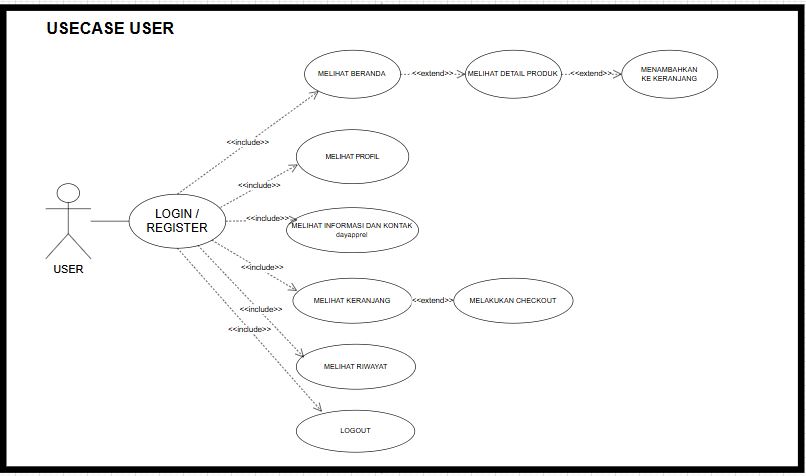 USECASE USER
MELIHAT BERANDA
<<extend>>
MELIHAT DETAIL PRODUK
<<extend>>
MENAMBAHKAN
KE KERANJANG
<<include>>
MELIHAT PROFIL
<<include>>
LOGIN /
REGISTER
<<include>>
MELIHAT INFORMASI DAN KONTAK
dayapprel
USER
<<include>>
MELIHAT KERANJANG
<<extend>>
MELAKUKAN CHECKOUT
<<include>>
<<include>>
MELIHAT RIWAYAT
LOGOUT